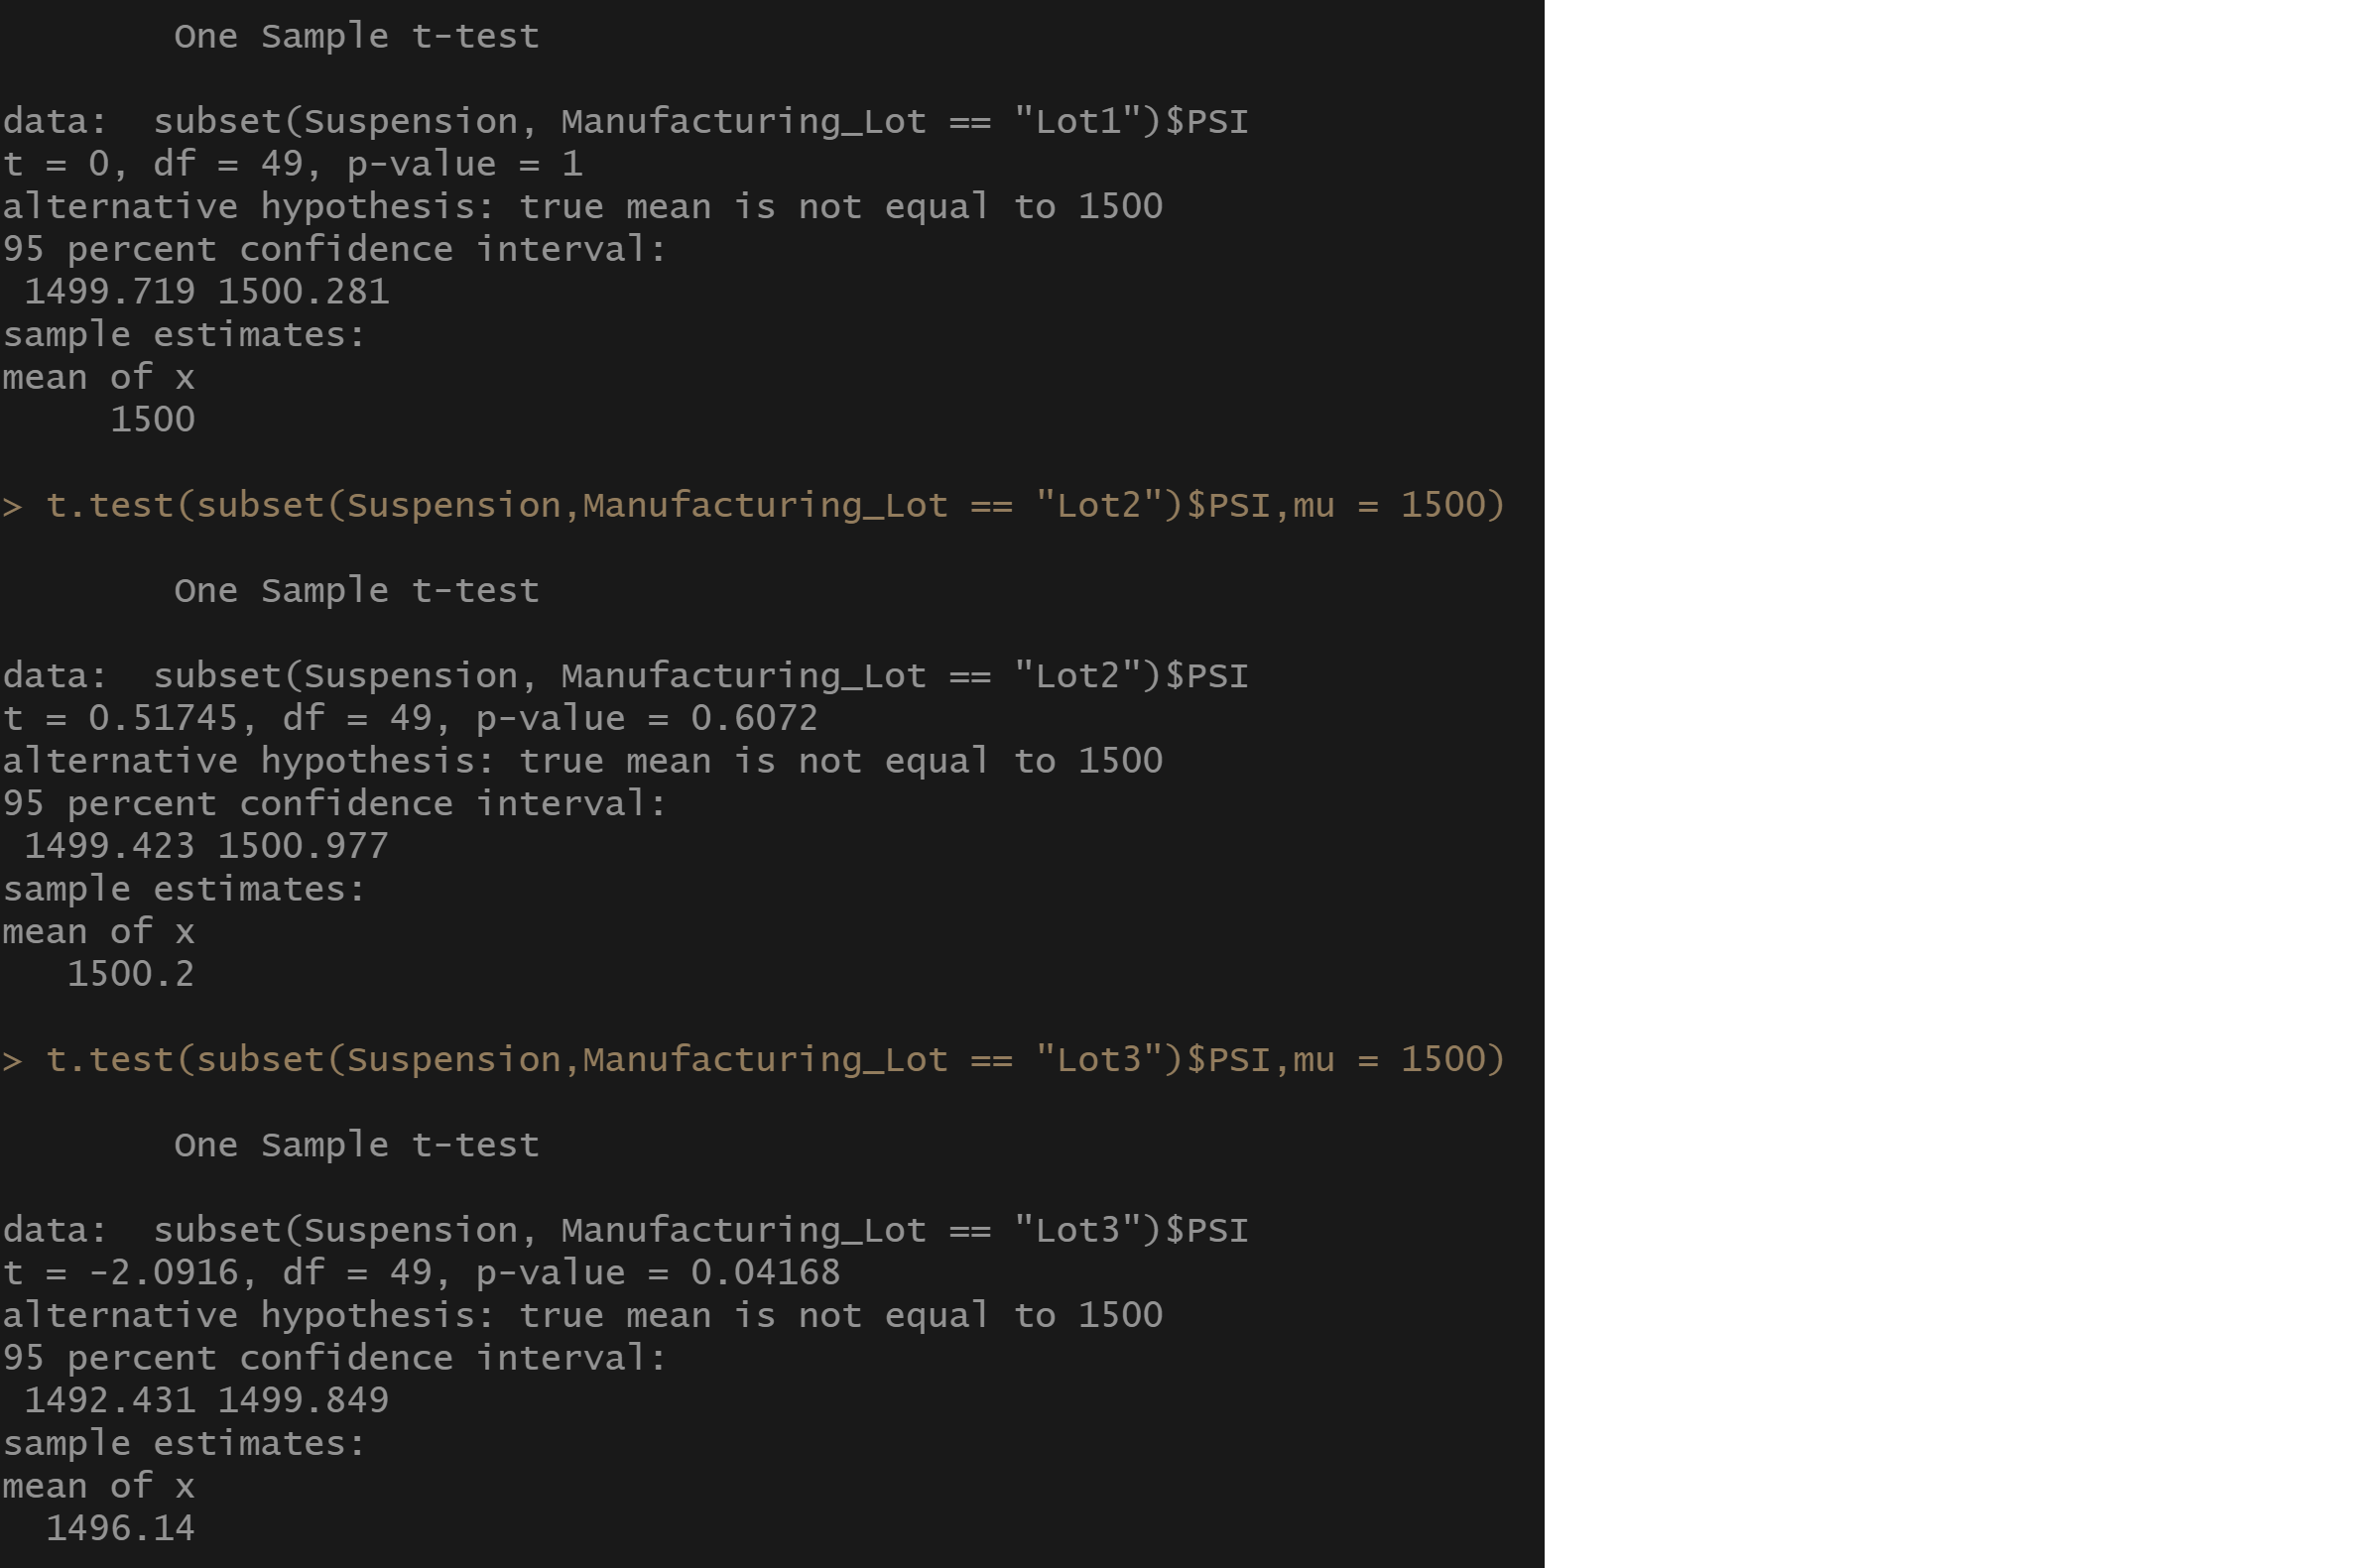 One Sample t-test
data:  subset(Suspension, Manufacturing_Lot == "Lot1")$PSI
t = 0, df = 49, p-value = 1
alternative hypothesis: true mean is not equal to 1500
95 percent confidence interval:
 1499.719 1500.281
sample estimates:
mean of x
     1500
> t.test(subset(Suspension,Manufacturing_Lot == "Lot2")$PSI,mu = 1500)
One Sample t-test
data:  subset(Suspension, Manufacturing_Lot == "Lot2")$PSI
t = 0.51745, df = 49, p-value = 0.6072
alternative hypothesis: true mean is not equal to 1500
95 percent confidence interval:
 1499.423 1500.977
sample estimates:
mean of x
   1500.2
> t.test(subset(Suspension,Manufacturing_Lot == "Lot3")$PSI,mu = 1500)
One Sample t-test
data:  subset(Suspension, Manufacturing_Lot == "Lot3")$PSI
t = -2.0916, df = 49, p-value = 0.04168
alternative hypothesis: true mean is not equal to 1500
95 percent confidence interval:
 1492.431 1499.849
sample estimates:
mean of x
  1496.14